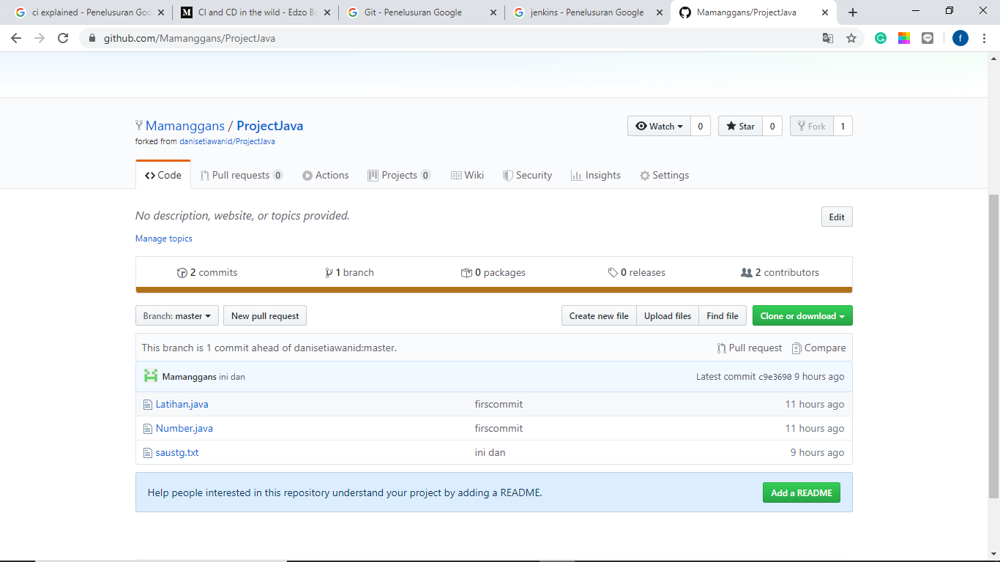 ci explained - Penelusuran Goo
CI and CD in the wild - Edzo Bo
Git - Penelusuran Google
jenkins - Penelusuran Google
Mamanggans/ProjectJava
github.com/Mamanggans/ProjectJava
f
Mamanggans / ProjectJava
Watch 0
Star 0
Fork 1
forked from danisetiawanid/ProjectJava
Code
Pull requests 0
Actions
Projects 0
Wiki
Security
Insights
Settings
No description, website, or topics provided.
Edit
Manage topics
2 commits
1 branch
0 packages
0 releases
2 contributors
Branch: master
New pull request
Create new file
Upload files
Find file
Clone or download
This branch is 1 commit ahead of danisetiawanid:master.
Pull request
Compare
Mamanggans ini dan
Latest commit c9e3690 9 hours ago
Latihan.java firscommit 11 hours ago
Number.java firscommit 11 hours ago
saustg.txt ini dan 9 hours ago
Help people interested in this repository understand your project by adding a README.
Add a README